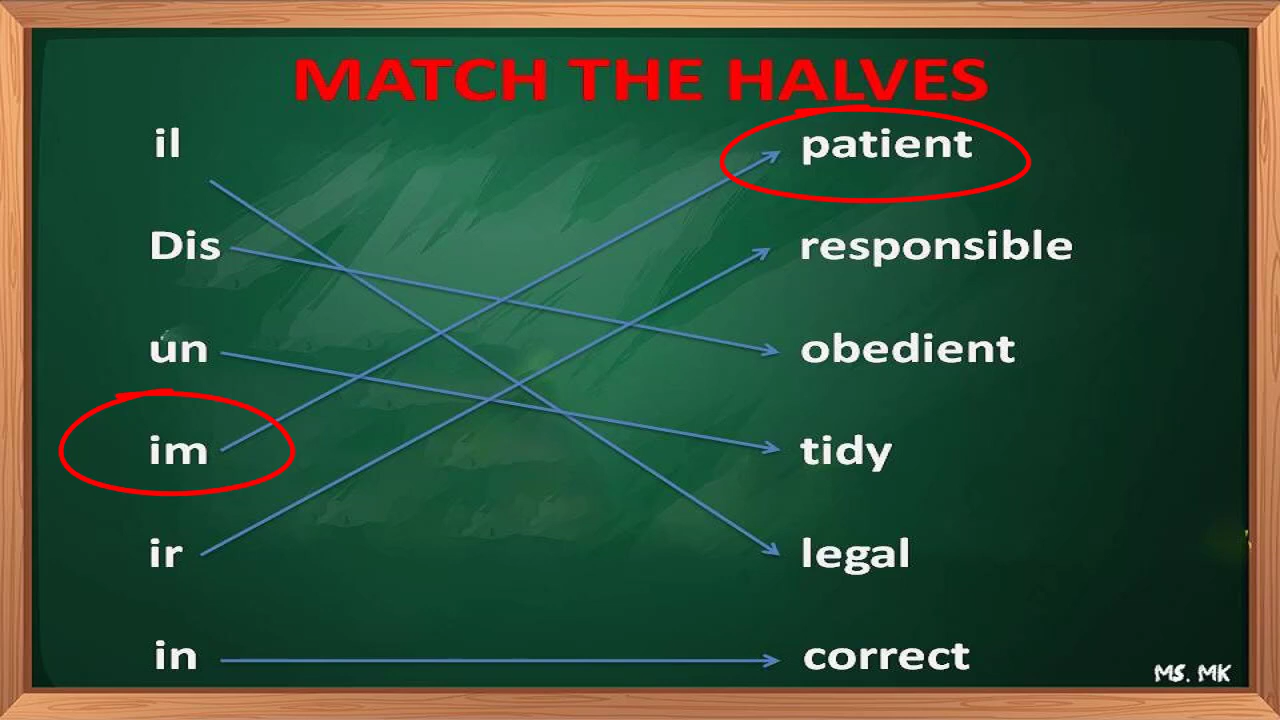 MATCH THE HALVES
il patient
Dis responsible
un obedient
im tidy
ir legal
in correct
MS. MK